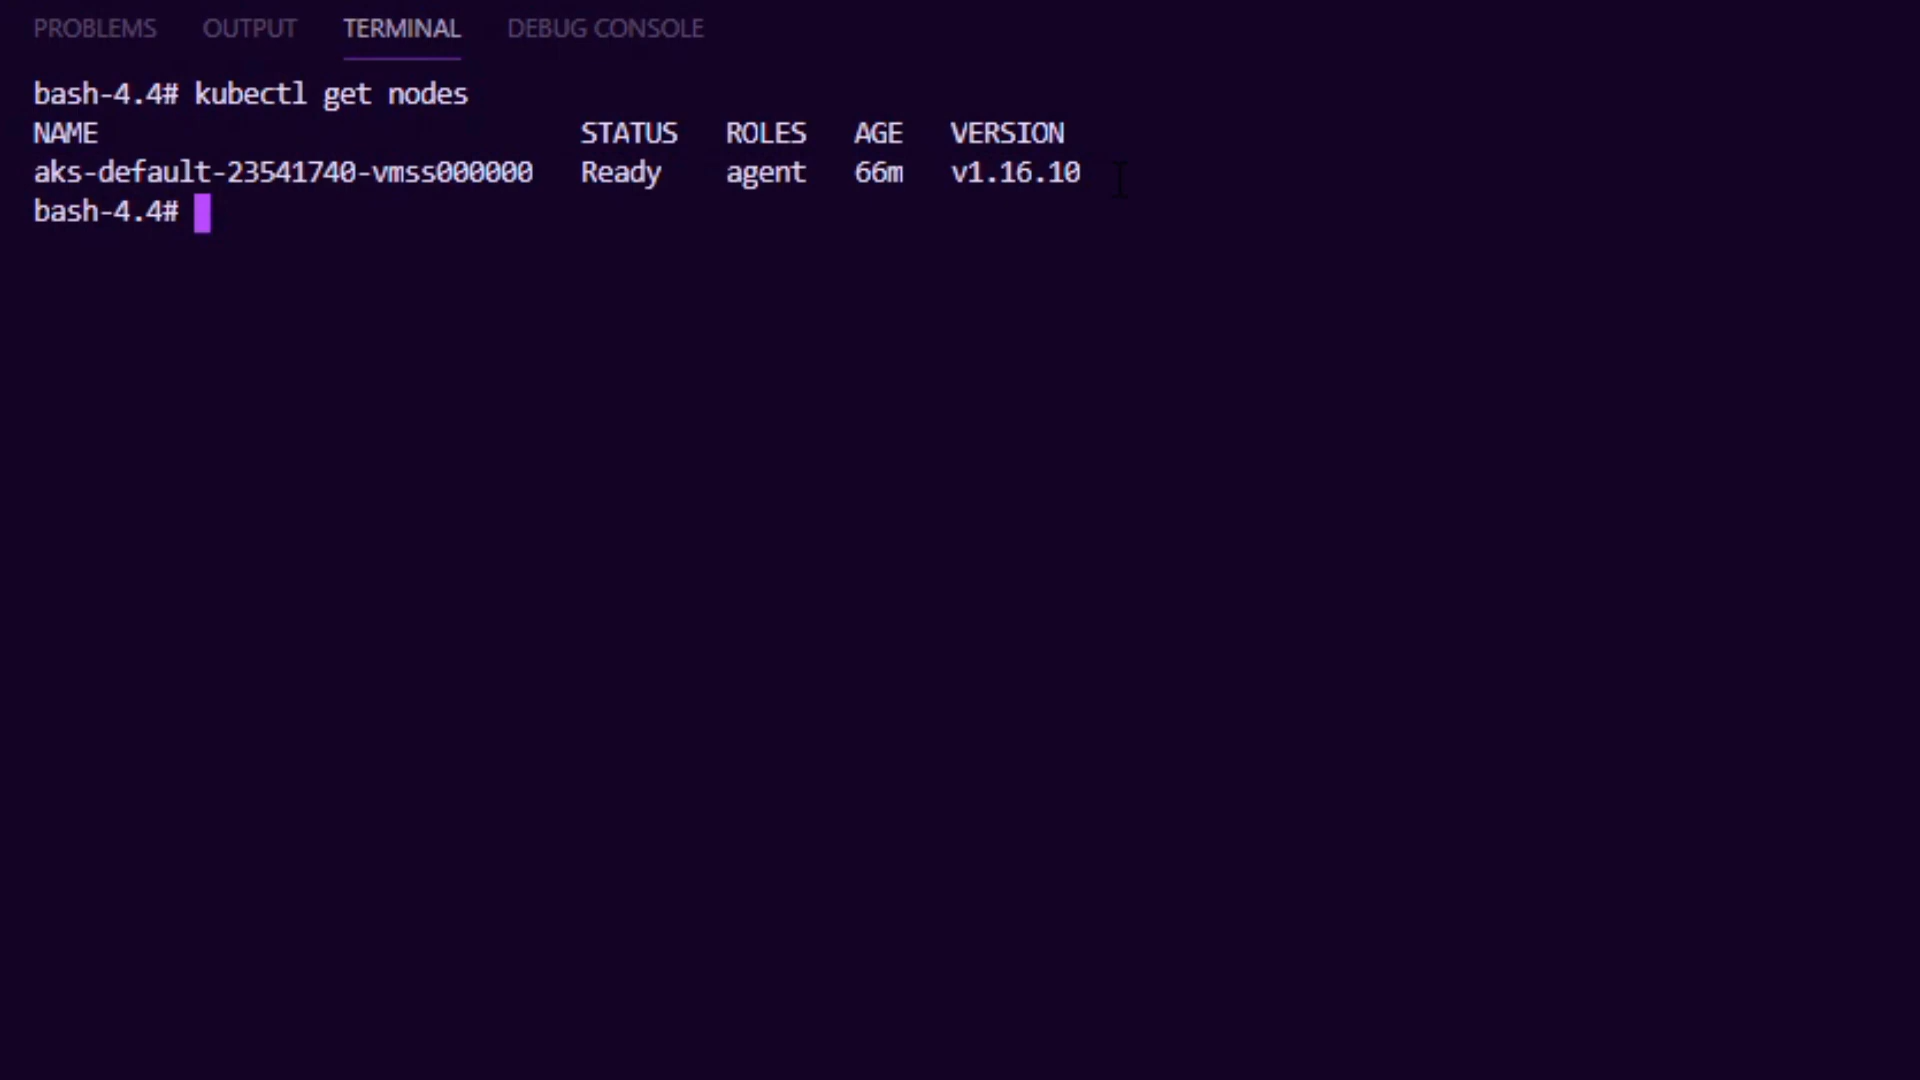 PROBLEMS OUTPUT TERMINAL DEBUG CONSOLE
bash-4.4# kubectl get nodes
NAME STATUS ROLES AGE VERSION
aks-default-23541740-vmss000000 Ready agent 66m v1.16.10
bash-4.4#